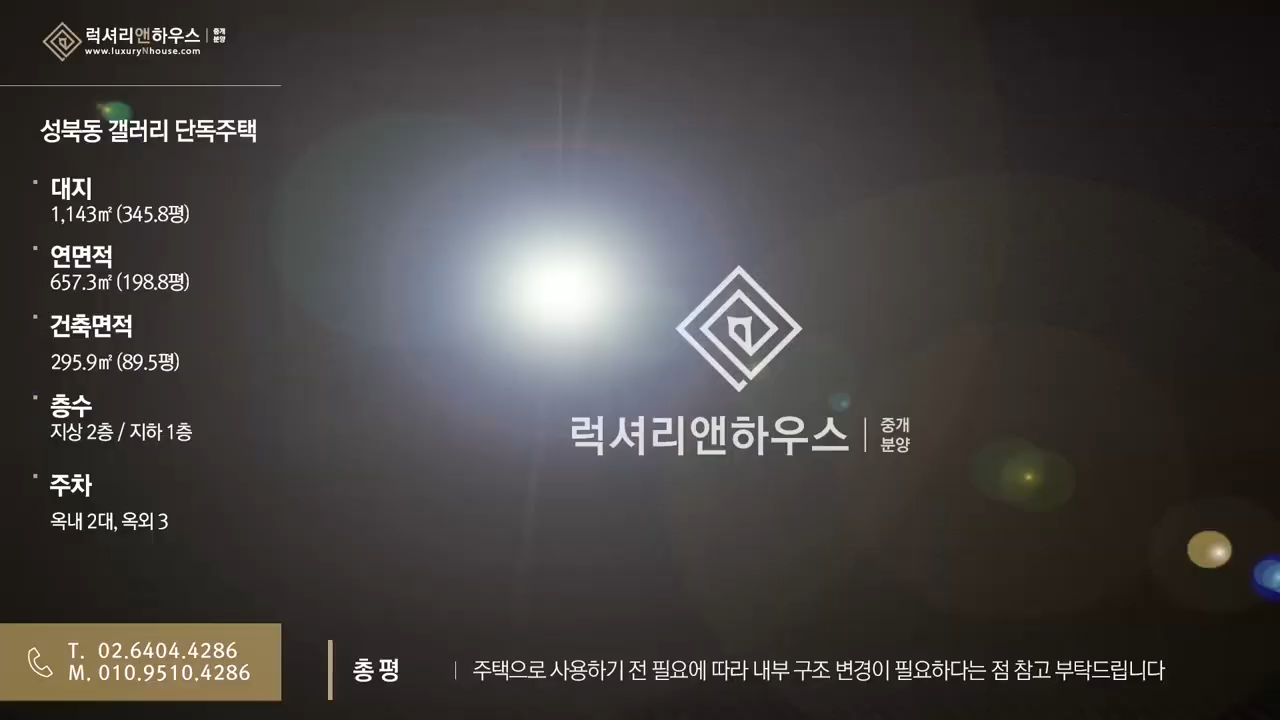 럭셔리앤하우스 중개 분양
www.luxuryNhouse.com
성북동 갤러리 단독주택
대지
1,143㎡ (345.8평)
연면적
657.3㎡ (198.8평)
건축면적
295.9㎡ (89.5평)
층수
지상 2층 / 지하 1층
주차
옥내 2대, 옥외 3
럭셔리앤하우스 중개 분양
T. 02.6404.4286
M. 010.9510.4286
총평 | 주택으로 사용하기 전 필요에 따라 내부 구조 변경이 필요하다는 점 참고 부탁드립니다